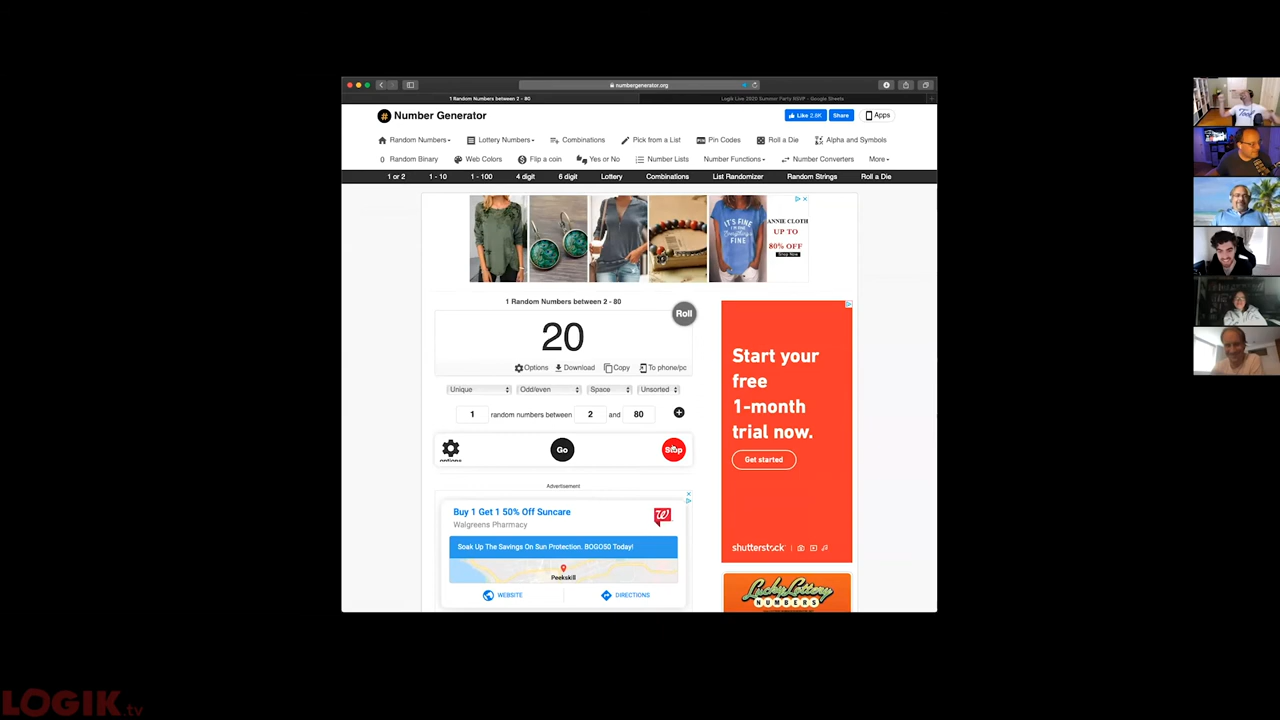 numbergenerator.org
1 Random Numbers between 2 - 80
Logik Live 2020 Summer Party RSVP - Google Sheets
# Number Generator
Like 2.8K
Share
Apps
Random Numbers
Lottery Numbers
Combinations
Pick from a List
Pin Codes
Roll a Die
Alpha and Symbols
0 Random Binary
Web Colors
Flip a coin
Yes or No
Number Lists
Number Functions
Number Converters
More
1 or 2
1 - 10
1 - 100
4 digit
6 digit
Lottery
Combinations
List Randomizer
Random Strings
Roll a Die
IT'S FINE
I'M FINE
Everything's
FINE
ANNIE CLOTH
UP TO
80% OFF
Shop Now
1 Random Numbers between 2 - 80
Roll
20
Options
Download
Copy
To phone/pc
Unique
Odd/even
Space
Unsorted
1 random numbers between 2 and 80
options
Go
Stop
Advertisement
Buy 1 Get 1 50% Off Suncare
Walgreens Pharmacy
W
Soak Up The Savings On Sun Protection. BOGO50 Today!
Peekskill
WEBSITE
DIRECTIONS
Start your
free
1-month
trial now.
Get started
shutterstock
Lucky Lottery
NUMBERS
LOGIK.tv